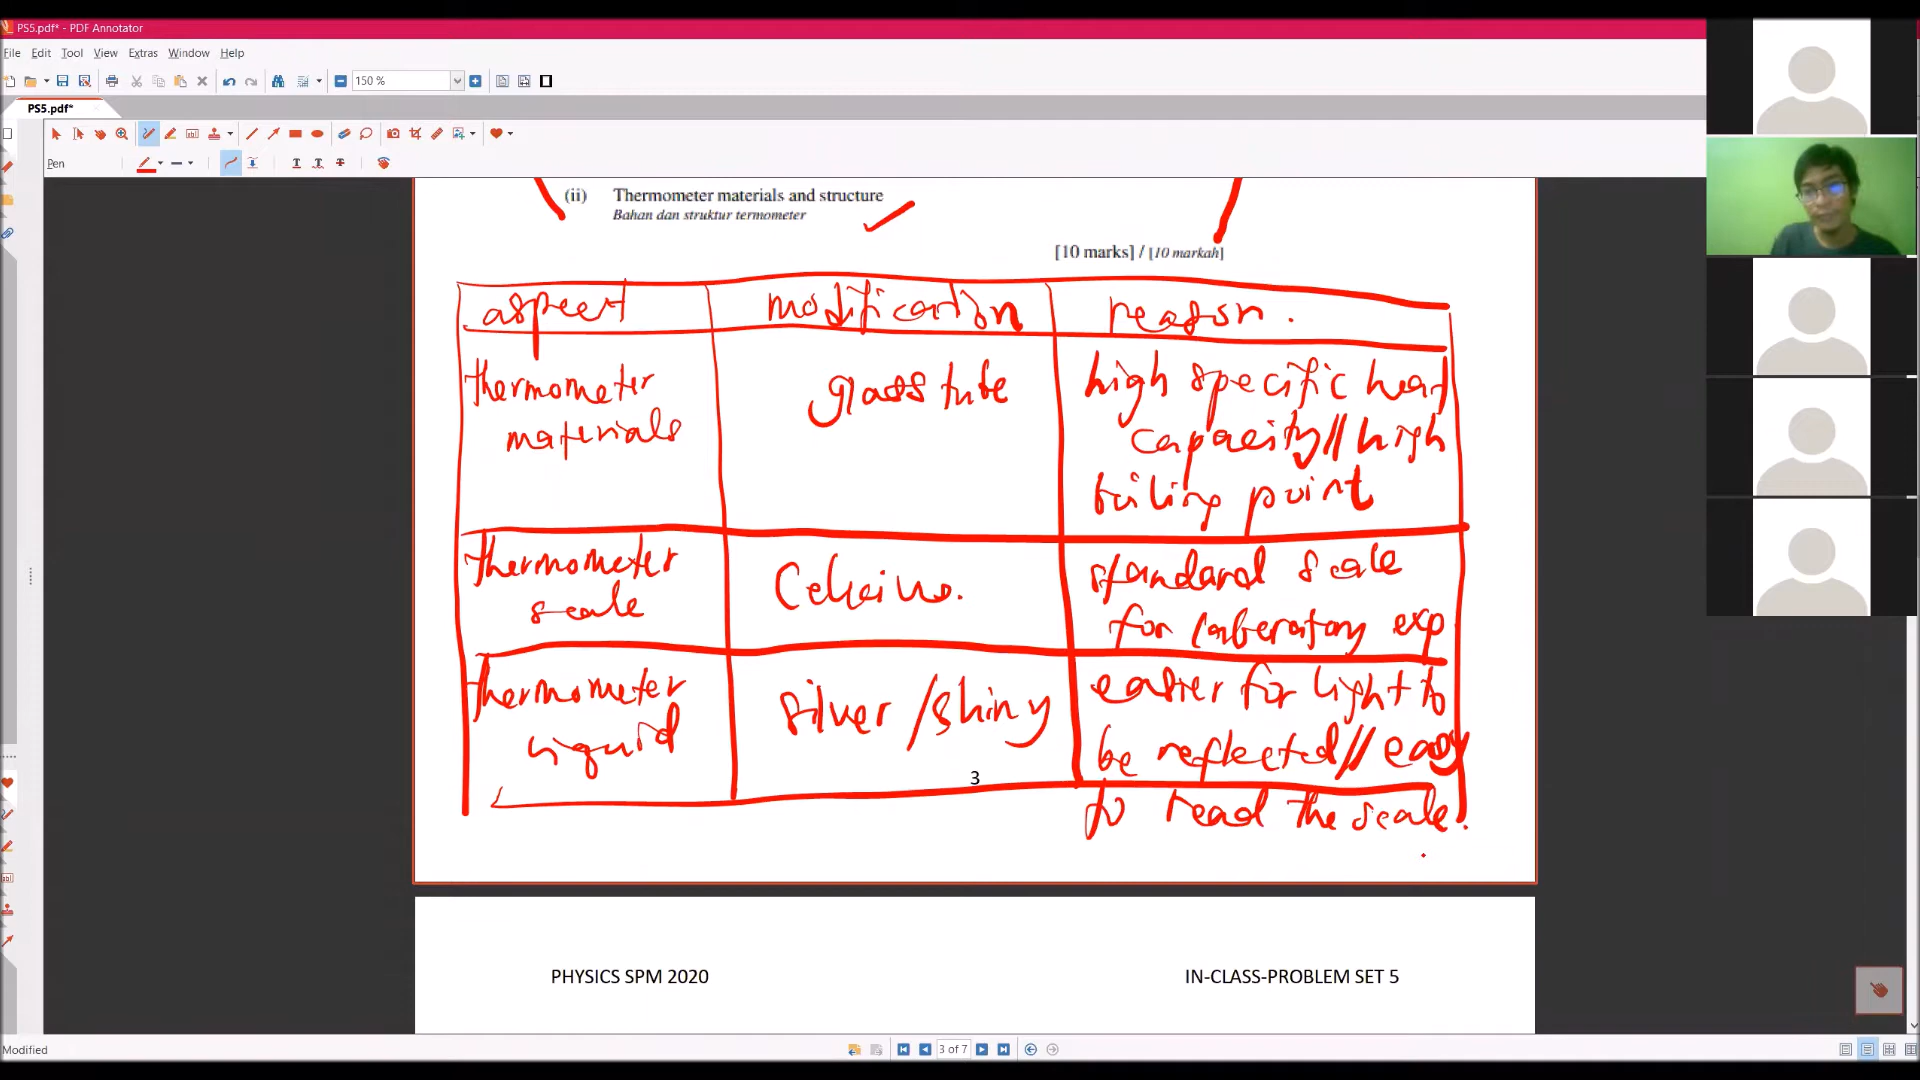 PS5.pdf* - PDF Annotator
File Edit Tool View Extras Window Help
150 %
PS5.pdf*
Pen
(ii) Thermometer materials and structure
Bahan dan struktur termometer
[10 marks] / [10 markah]
aspect modification reason.
thermometer materials glass tube high specific heat capacity // high boiling point
thermometer scale Celcius. standard scale for laboratory exp
thermometer liquid silver / shiny easier for light to be reflected // easy to read the scale.
3
PHYSICS SPM 2020 IN-CLASS-PROBLEM SET 5
Modified
3 of 7